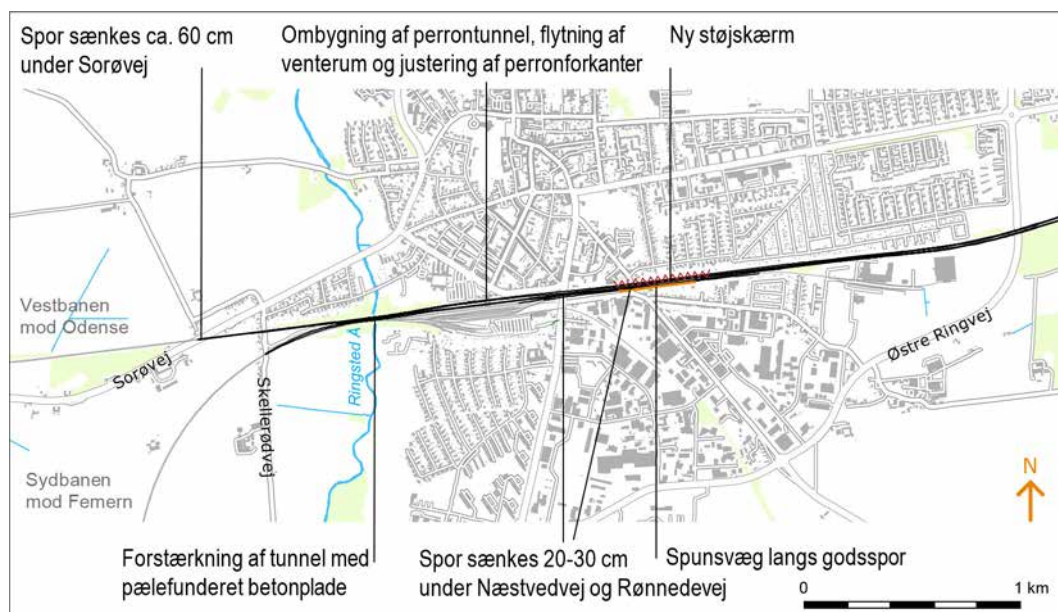 Spor sænkes ca. 60 cm
under Sorøvej
Ombygning af perrontunnel, flytning af
venterum og justering af perronforkanter
Ny støjskærm
Vestbanen
mod Odense
Sorøvej
Skellerødvej
Ringsted Å
Østre Ringvej
Sydbanen
mod Femern
N
Forstærkning af tunnel med
pælefunderet betonplade
Spor sænkes 20-30 cm
under Næstvedvej og Rønnedevej
Spunsvæg langs godsspor
0 1 km